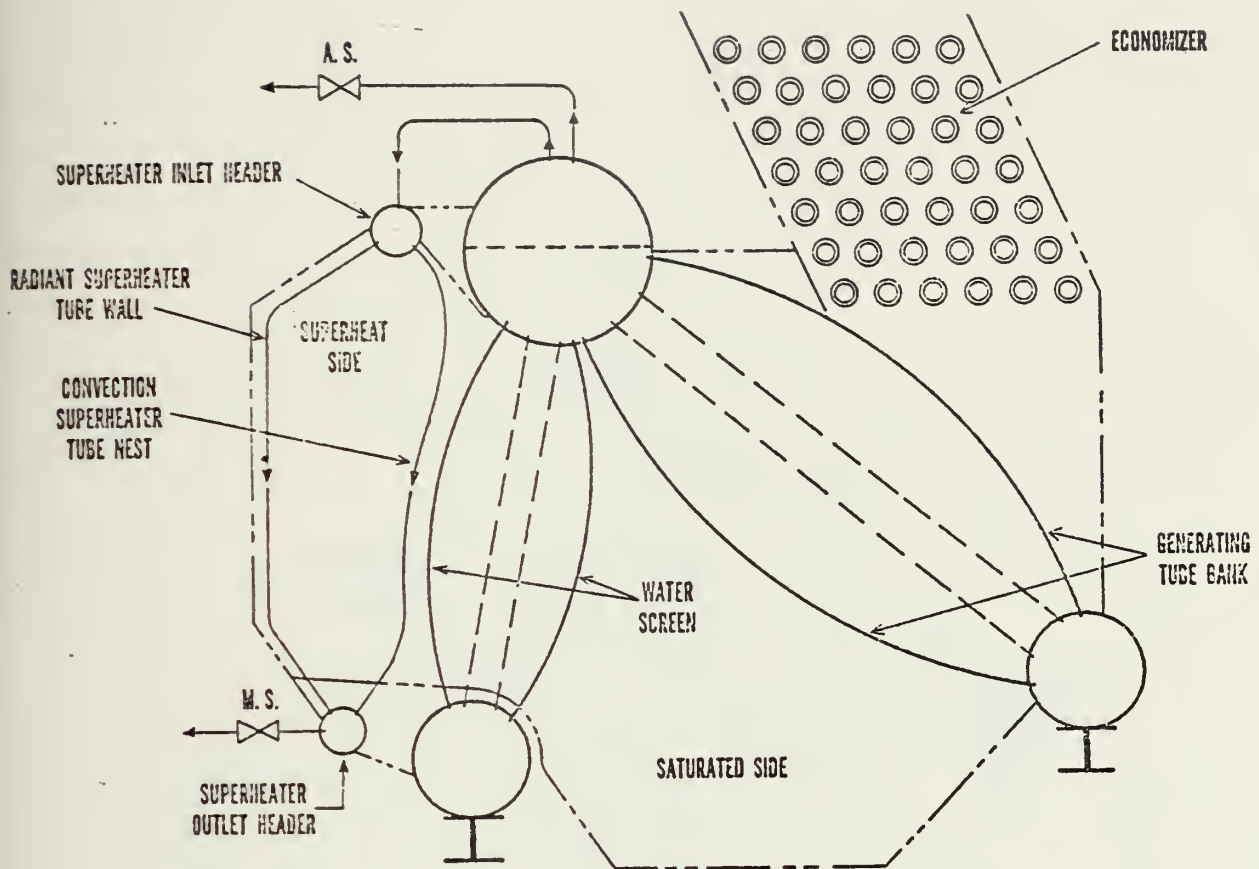 A. S.
ECONOMIZER
SUPERHEATER INLET HEADER
RADIANT SUPERHEATER
TUBE WALL
SUPERHEAT
SIDE
CONVECTION
SUPERHEATER
TUBE NEST
GENERATING
TUBE BANK
WATER
SCREEN
M. S.
SATURATED SIDE
SUPERHEATER
OUTLET HEADER